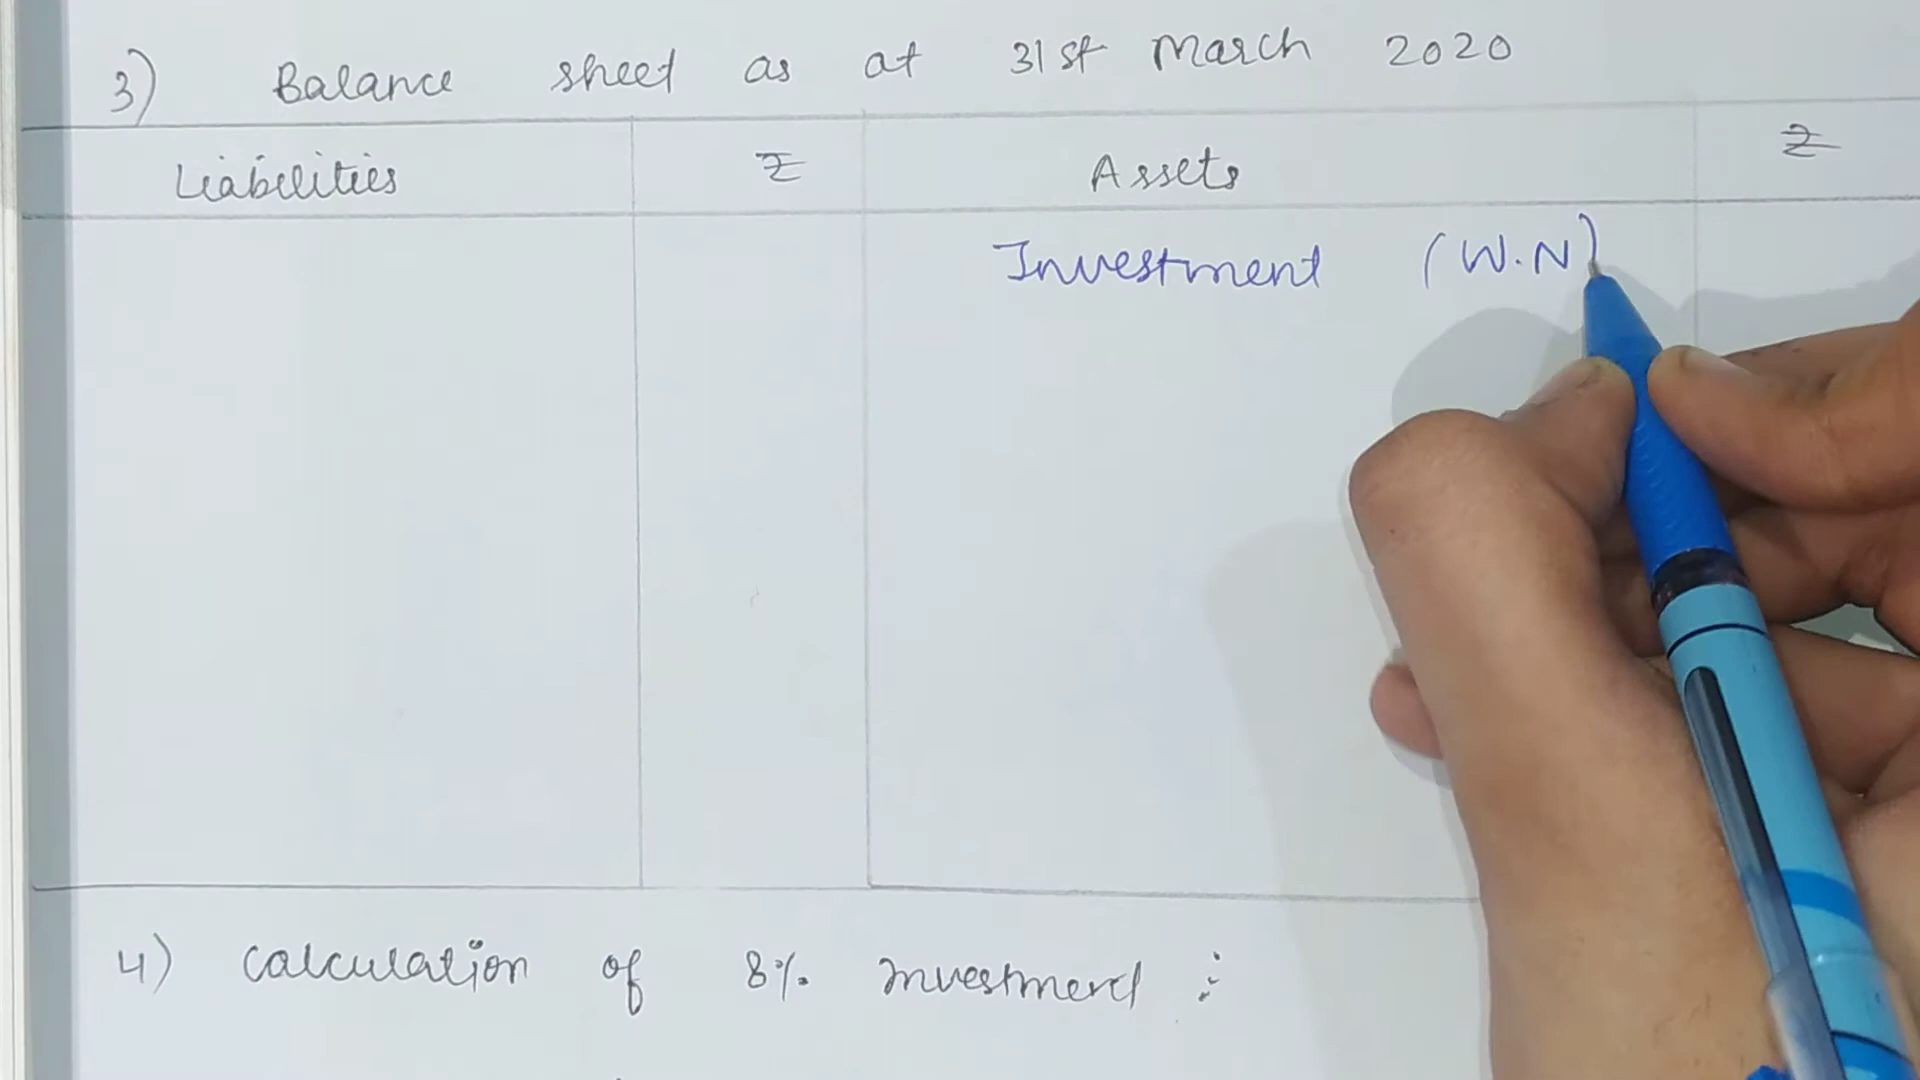 3) Balance sheet as at 31st March 2020
Liabilities ₹ Assets ₹
Investment (W.N)
4) Calculation of 8% investment :